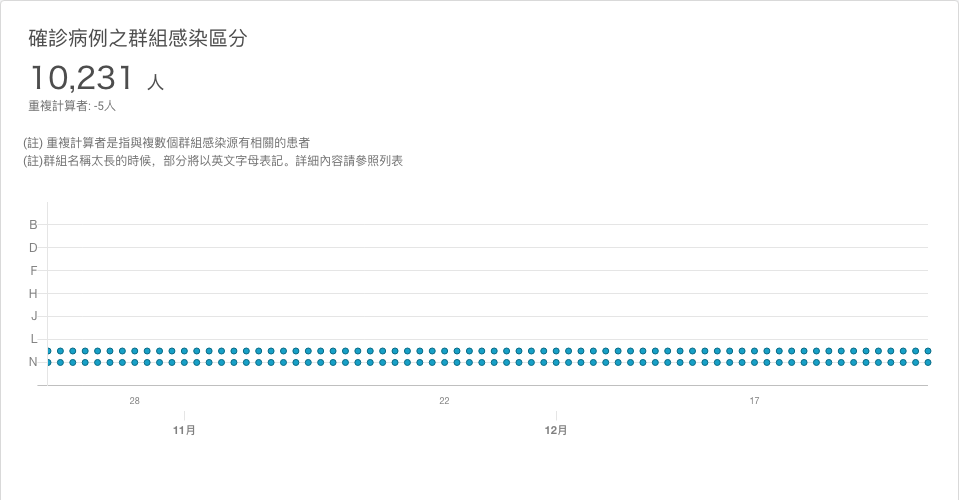 確診病例之群組感染區分
10,231 人
重複計算者: -5人
(註) 重複計算者是指與複數個群組感染源有相關的患者
(註)群組名稱太長的時候，部分將以英文字母表記。詳細內容請參照列表
B
D
F
H
J
L
N
28 22 17
11月 12月